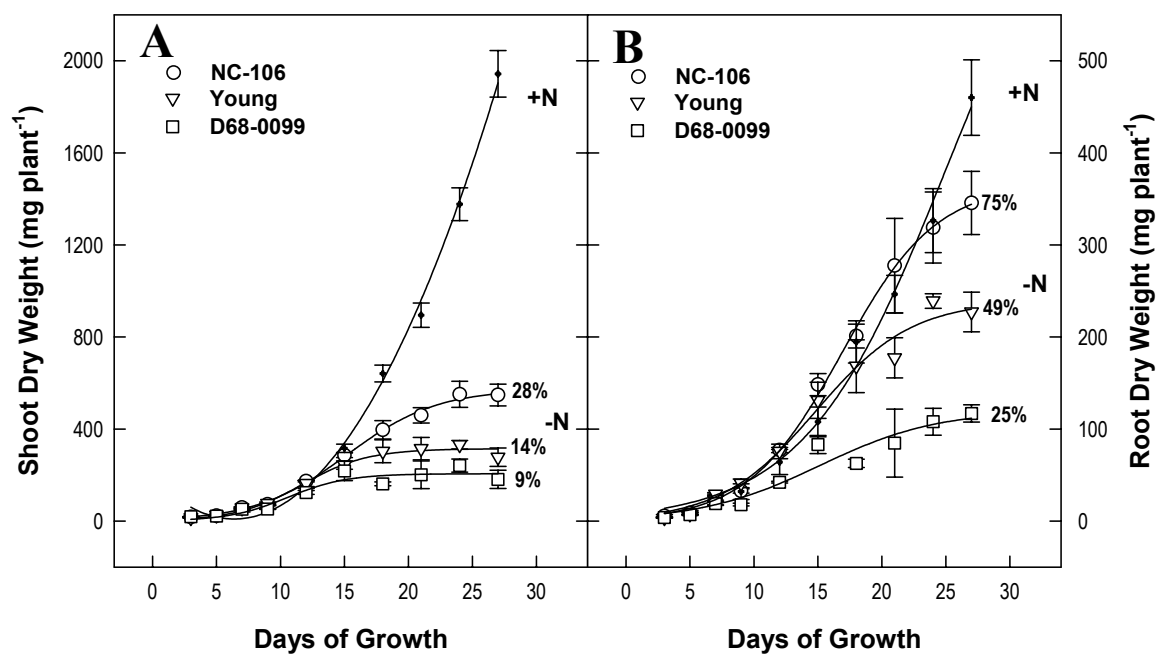 A
NC-106
Young
D68-0099
+N
28%
-N
14%
9%
2000
1600
1200
800
400
0
Shoot Dry Weight (mg plant⁻¹)
0 5 10 15 20 25 30
Days of Growth
B
NC-106
Young
D68-0099
+N
75%
-N
49%
25%
500
400
300
200
100
0
Root Dry Weight (mg plant⁻¹)
0 5 10 15 20 25 30
Days of Growth